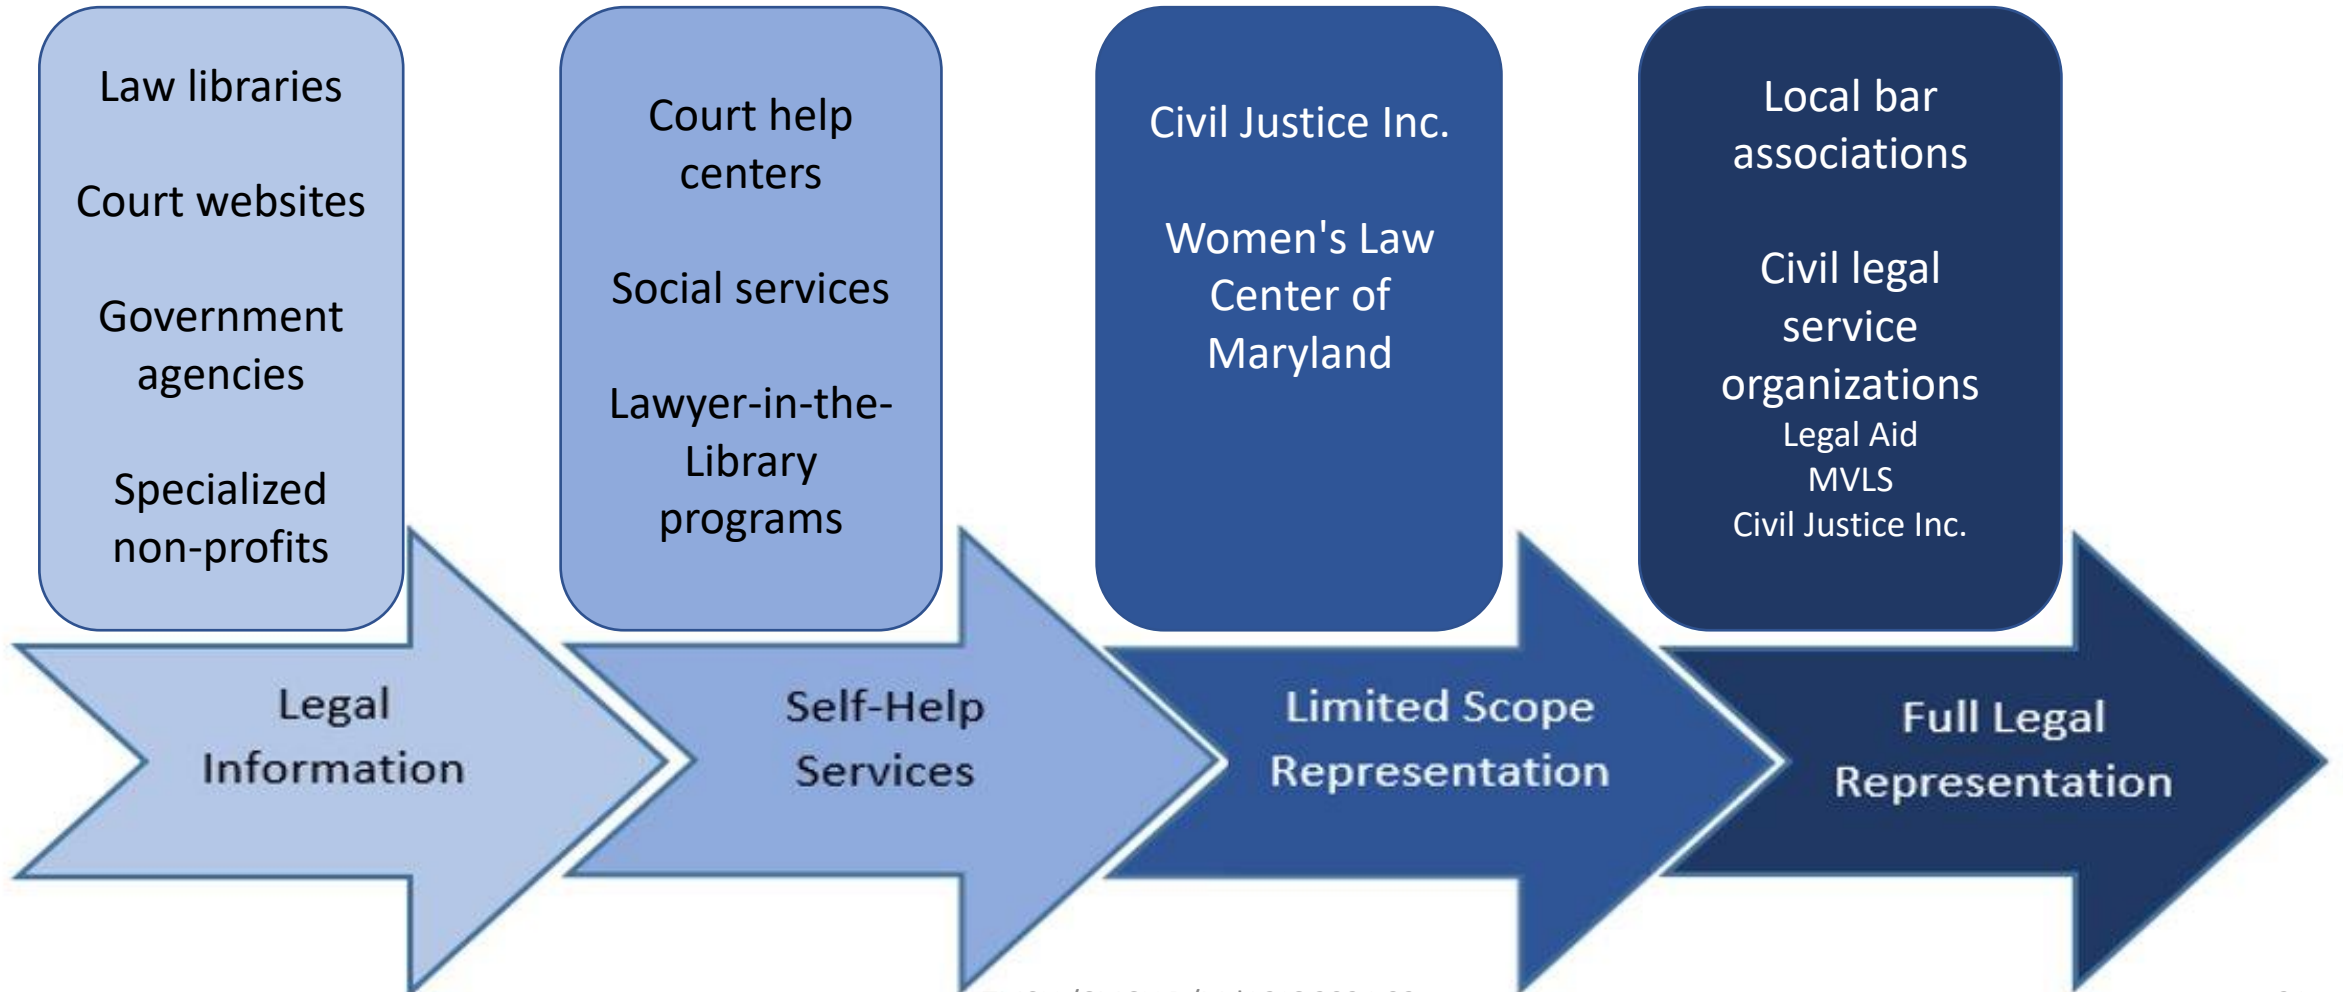 Law libraries
Court websites
Government
agencies
Specialized
non-profits
Court help
centers
Social services
Lawyer-in-the-
Library
programs
Civil Justice Inc.
Women's Law
Center of
Maryland
Local bar
associations
Civil legal
service
organizations
Legal Aid
MVLS
Civil Justice Inc.
Legal
Information
Self-Help
Services
Limited Scope
Representation
Full Legal
Representation